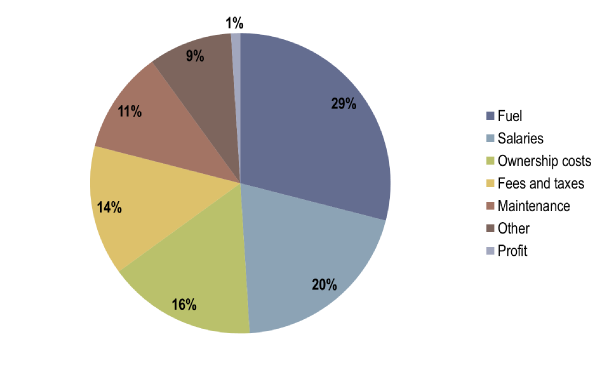 1%
9%
29%
11%
14%
20%
16%
Fuel
Salaries
Ownership costs
Fees and taxes
Maintenance
Other
Profit